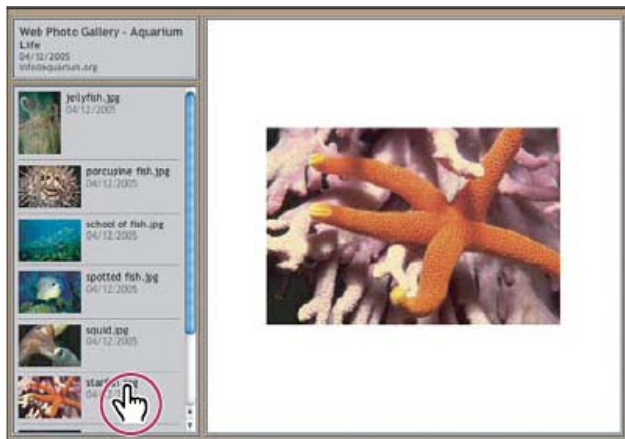 Web Photo Gallery - Aquarium
Life
04/12/2005
info@aquarium.org
jellyfish.jpg
04/12/2005
porcupine fish.jpg
04/12/2005
school of fish.jpg
04/12/2005
spotted fish.jpg
04/12/2005
squid.jpg
04/12/2005